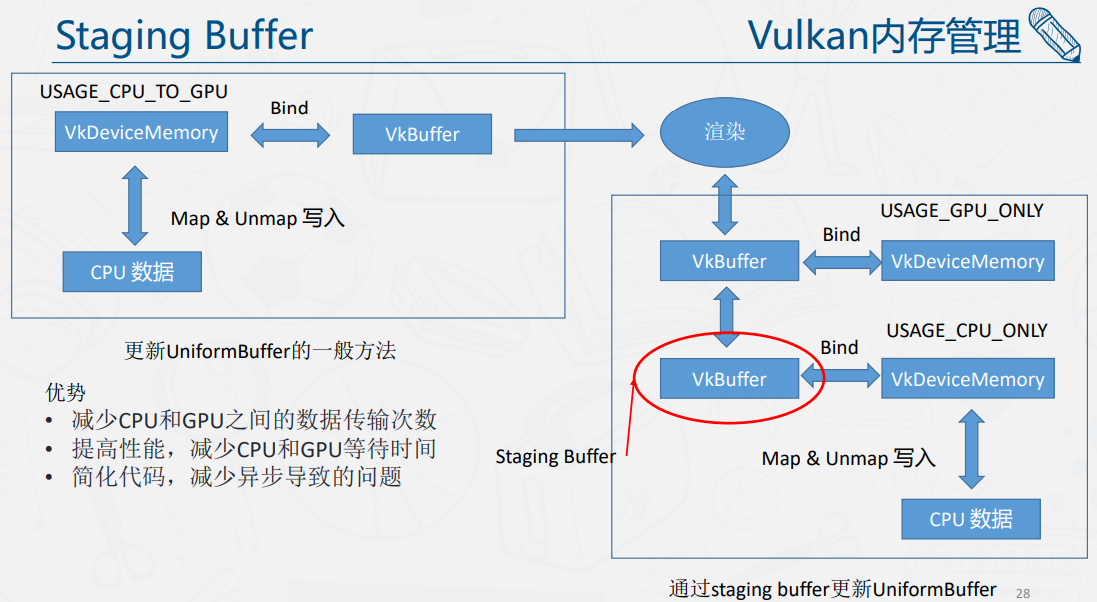 Staging Buffer
Vulkan内存管理
USAGE_CPU_TO_GPU
VkDeviceMemory
Bind
VkBuffer
渲染
Map & Unmap 写入
CPU 数据
更新UniformBuffer的一般方法
优势
• 减少CPU和GPU之间的数据传输次数
• 提高性能，减少CPU和GPU等待时间
• 简化代码，减少异步导致的问题
USAGE_GPU_ONLY
VkBuffer
Bind
VkDeviceMemory
USAGE_CPU_ONLY
VkBuffer
Bind
VkDeviceMemory
Staging Buffer
Map & Unmap 写入
CPU 数据
通过staging buffer更新UniformBuffer
28